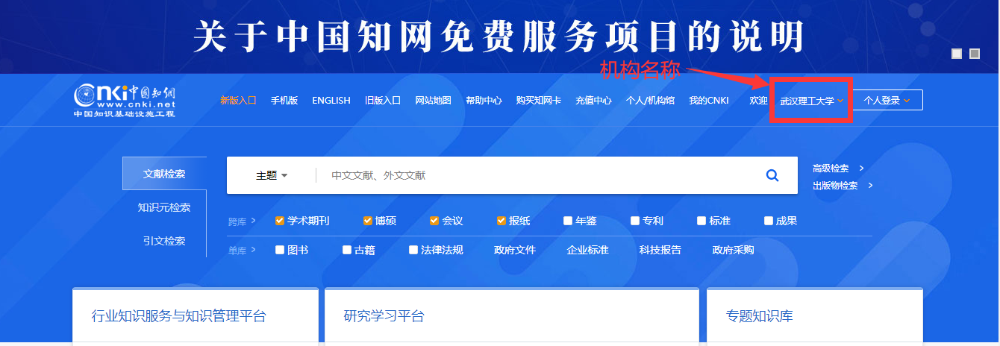 关于中国知网免费服务项目的说明
机构名称
CNKI中国知网
www.cnki.net
中国知识基础设施工程
新版入口 手机版 ENGLISH 旧版入口 网站地图 帮助中心 购买知网卡 充值中心 个人/机构馆 我的CNKI 欢迎 武汉理工大学 个人登录
文献检索 主题 中文文献、外文文献 高级检索 >
出版物检索 >
知识元检索
跨库 > 学术期刊 博硕 会议 报纸 年鉴 专利 标准 成果
引文检索
单库 > 图书 古籍 法律法规 政府文件 企业标准 科技报告 政府采购
行业知识服务与知识管理平台 研究学习平台 专题知识库